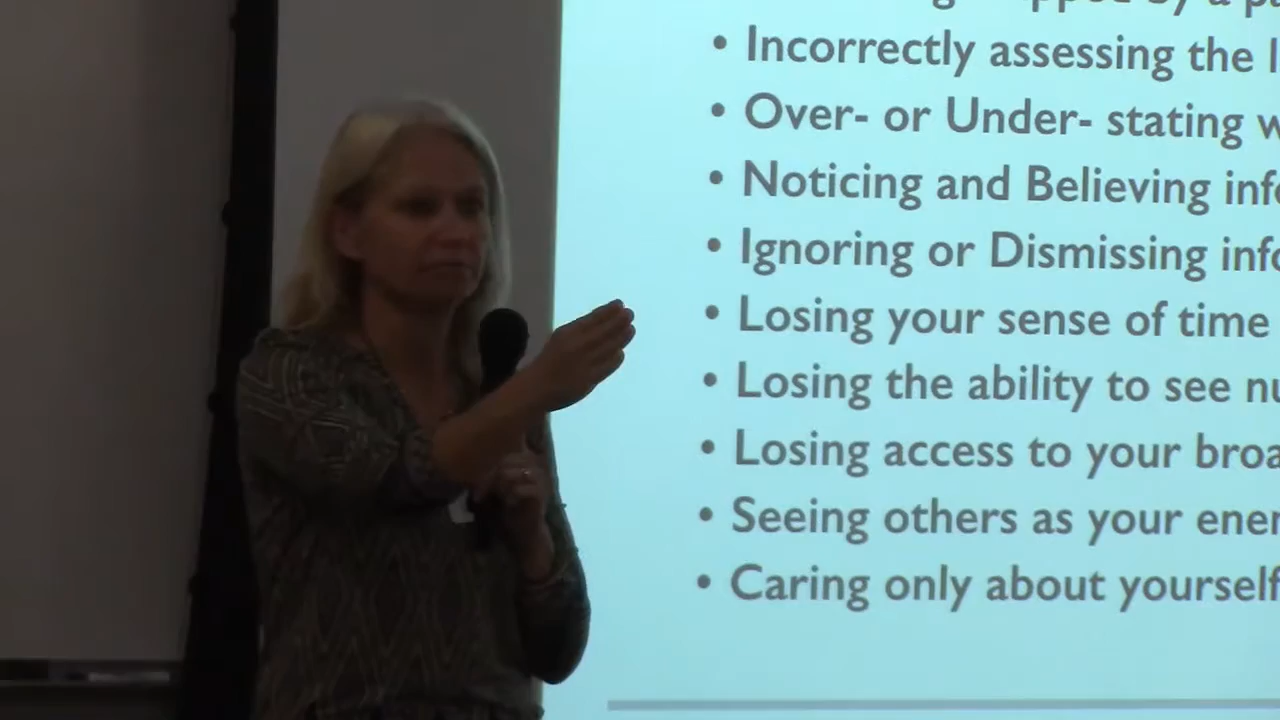 by a
• Incorrectly assessing the
• Over- or Under- stating
• Noticing and Believing
• Ignoring or Dismissing
• Losing your sense of time
• Losing the ability to see
• Losing access to your
• Seeing others as your
• Caring only about yourself